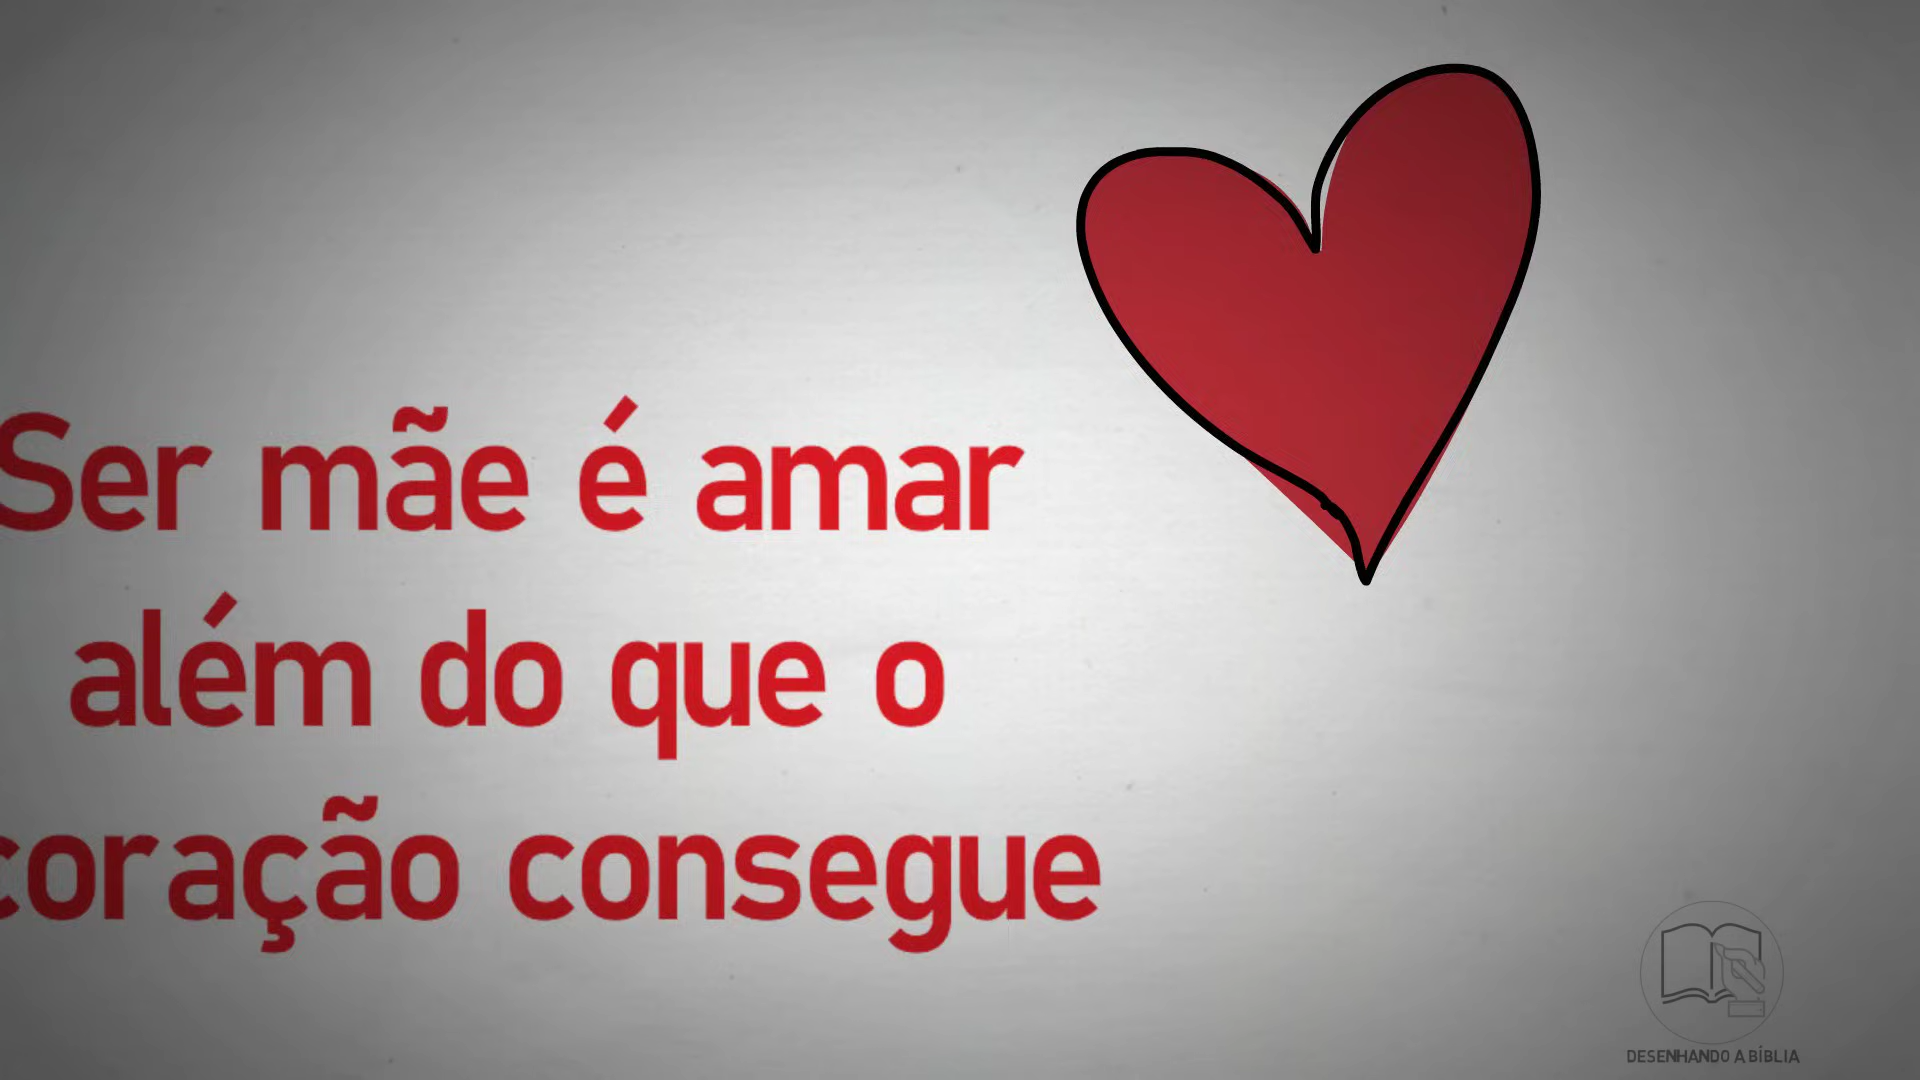 Ser mãe é amar
além do que o
coração consegue
DESENHANDO A BÍBLIA